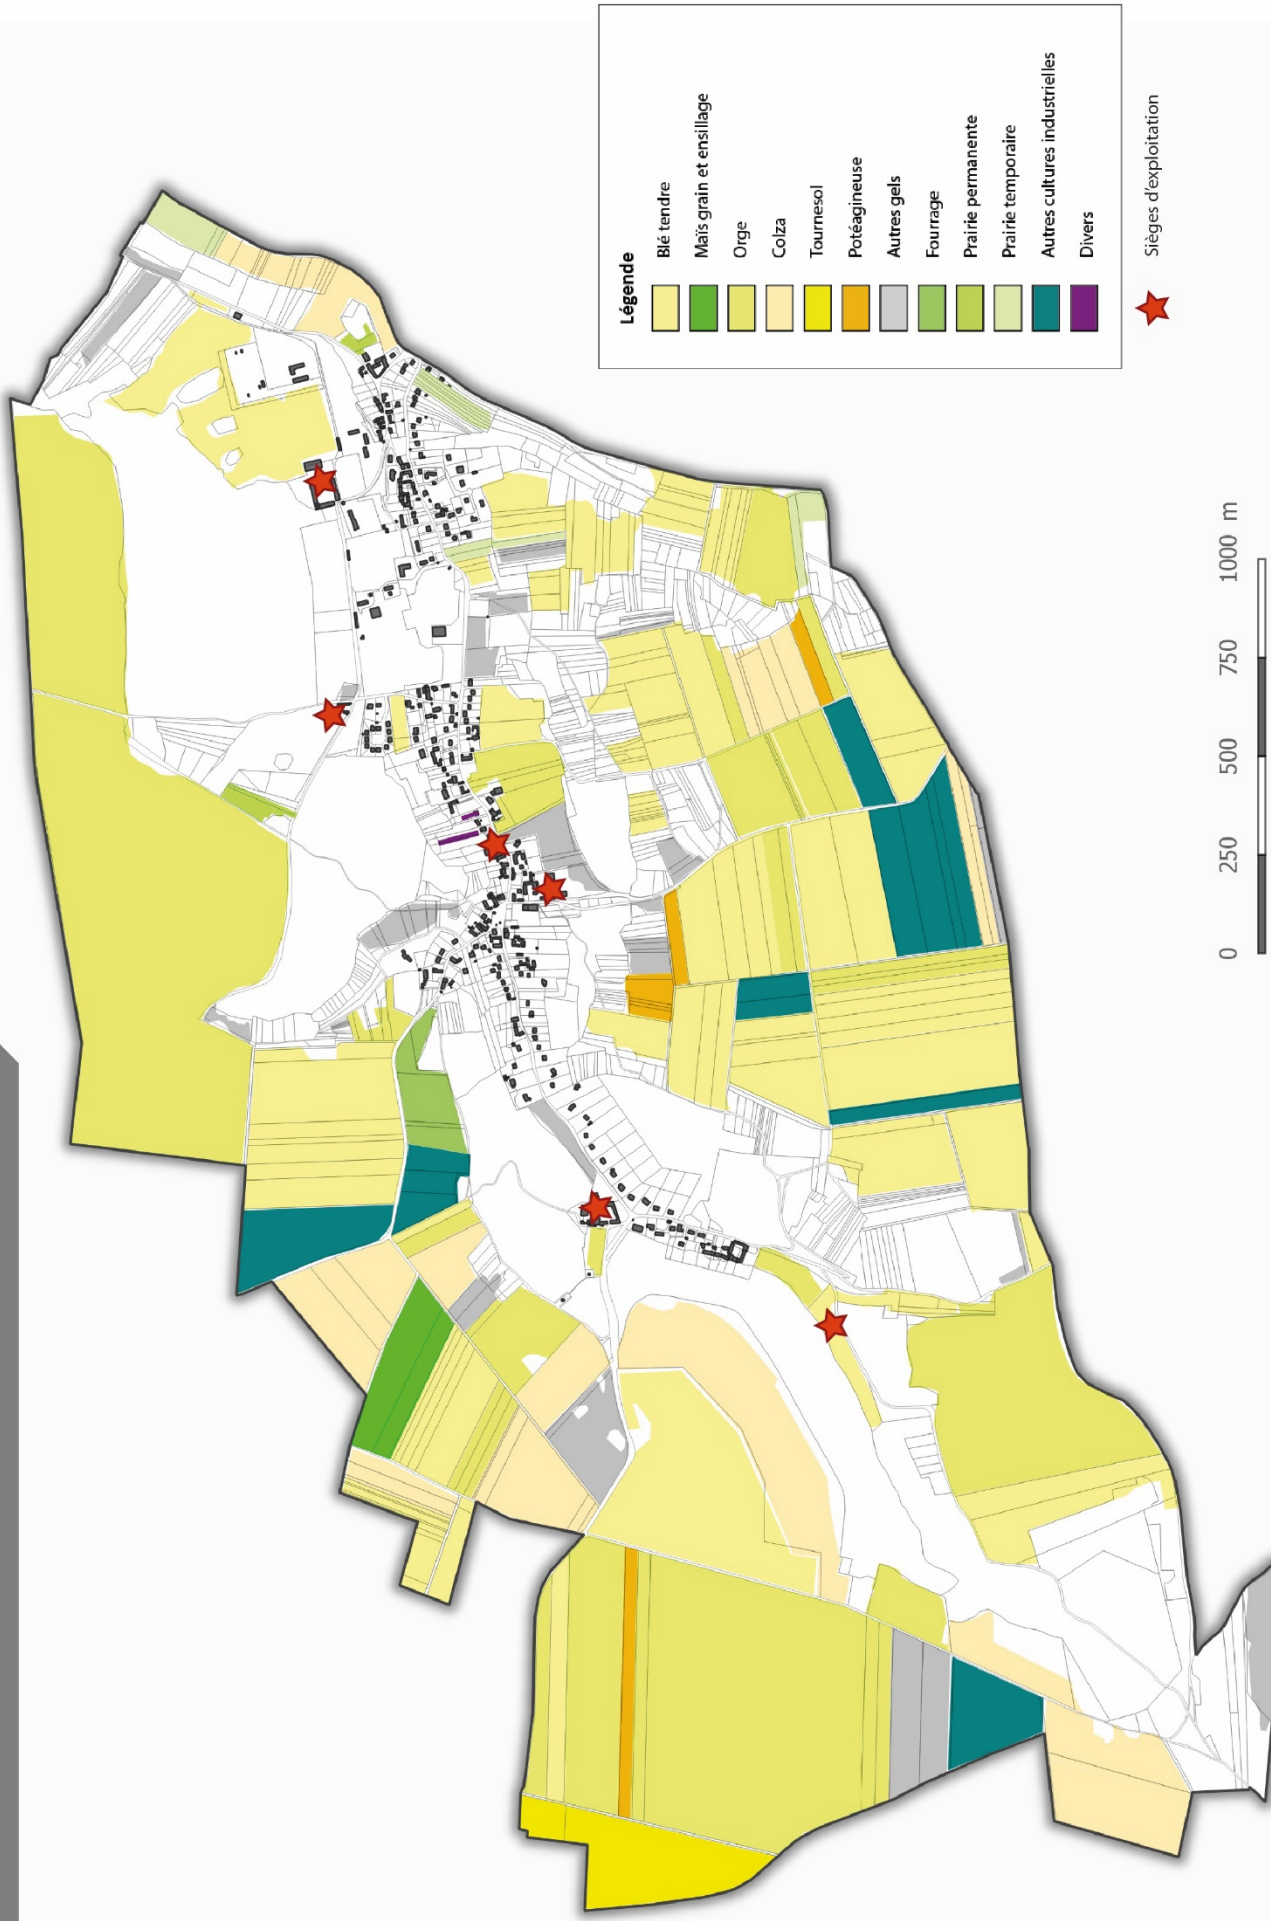 Légende
Blé tendre
Maïs grain et ensillage
Orge
Colza
Tournesol
Potéagineuse
Autres gels
Fourrage
Prairie permanente
Prairie temporaire
Autres cultures industrielles
Divers
Sièges d'exploitation
0 250 500 750 1000 m